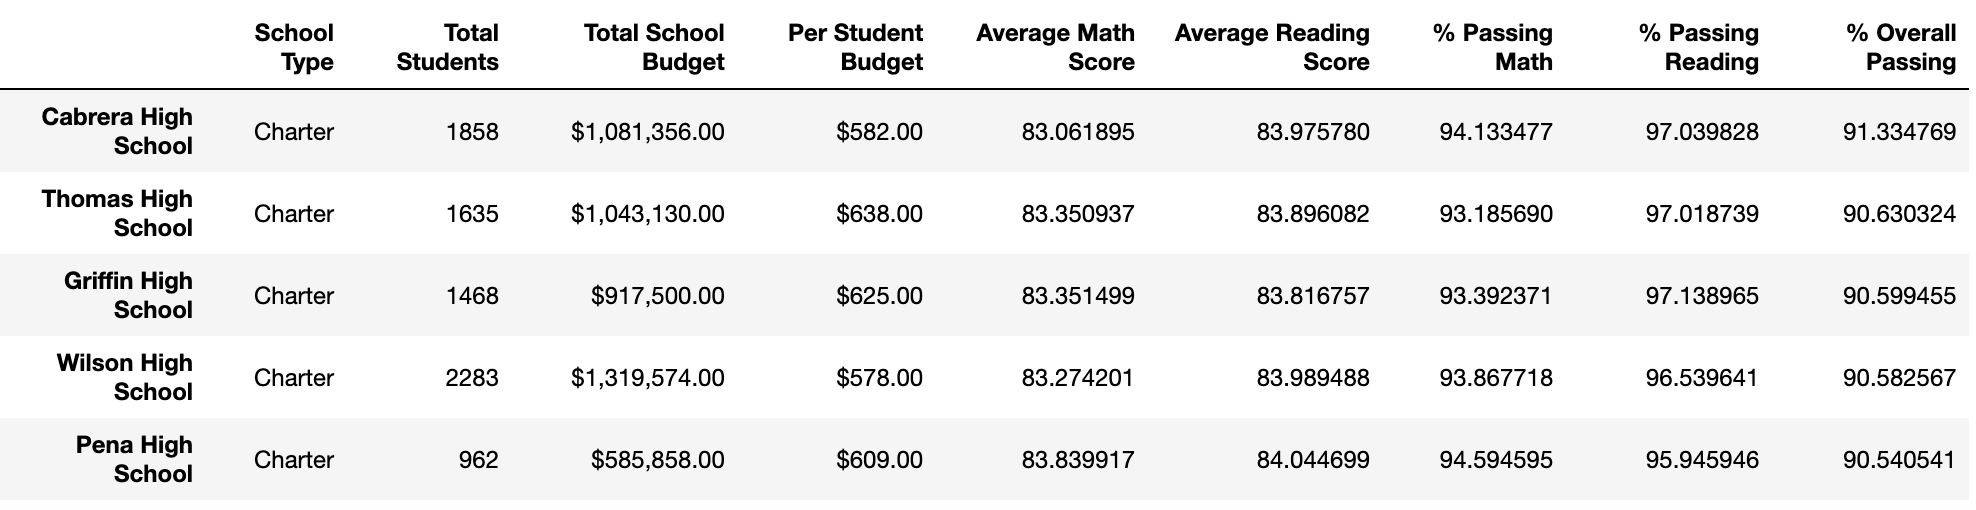 School Type Total Students Total School Budget Per Student Budget Average Math Score Average Reading Score % Passing Math % Passing Reading % Overall Passing
Cabrera High School Charter 1858 $1,081,356.00 $582.00 83.061895 83.975780 94.133477 97.039828 91.334769
Thomas High School Charter 1635 $1,043,130.00 $638.00 83.350937 83.896082 93.185690 97.018739 90.630324
Griffin High School Charter 1468 $917,500.00 $625.00 83.351499 83.816757 93.392371 97.138965 90.599455
Wilson High School Charter 2283 $1,319,574.00 $578.00 83.274201 83.989488 93.867718 96.539641 90.582567
Pena High School Charter 962 $585,858.00 $609.00 83.839917 84.044699 94.594595 95.945946 90.540541